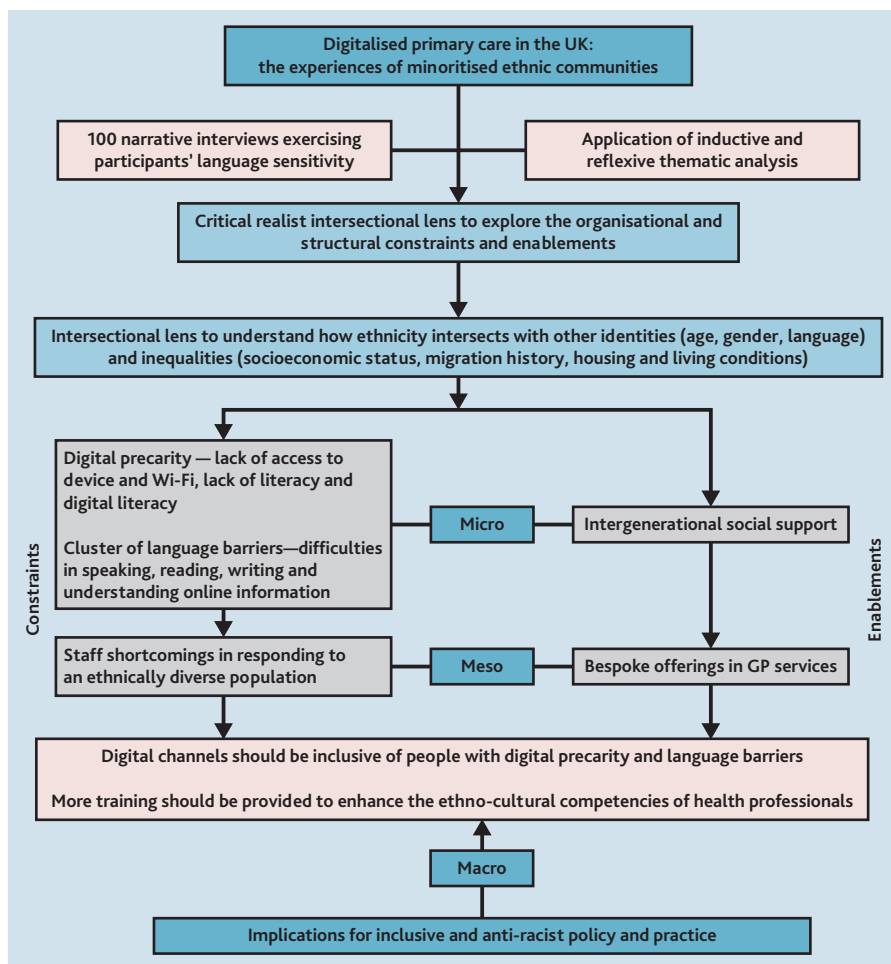 Digitalised primary care in the UK:
the experiences of minoritised ethnic communities
100 narrative interviews exercising
participants’ language sensitivity
Application of inductive and
reflexive thematic analysis
Critical realist intersectional lens to explore the organisational and
structural constraints and enablements
Intersectional lens to understand how ethnicity intersects with other identities (age, gender, language)
and inequalities (socioeconomic status, migration history, housing and living conditions)
Constraints
Digital precarity — lack of access to
device and Wi-Fi, lack of literacy and
digital literacy
Cluster of language barriers—difficulties
in speaking, reading, writing and
understanding online information
Micro
Intergenerational social support
Enablements
Staff shortcomings in responding to
an ethnically diverse population
Meso
Bespoke offerings in GP services
Digital channels should be inclusive of people with digital precarity and language barriers
More training should be provided to enhance the ethno-cultural competencies of health professionals
Macro
Implications for inclusive and anti-racist policy and practice